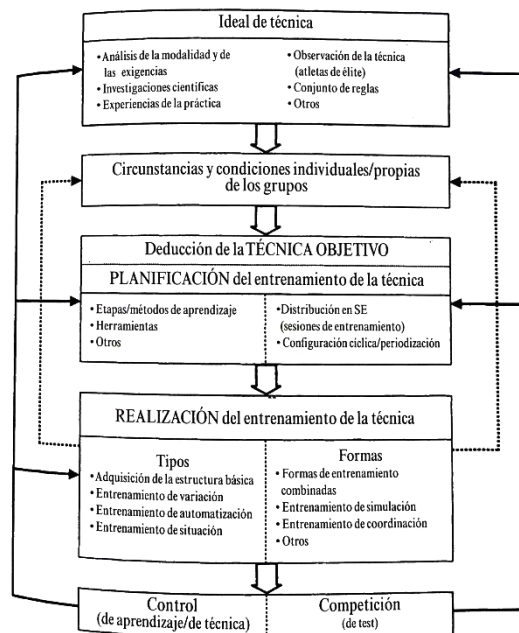 Ideal de técnica
• Análisis de la modalidad y de
las exigencias
• Investigaciones científicas
• Experiencias de la práctica
• Observación de la técnica
(atletas de élite)
• Conjunto de reglas
• Otros
Circunstancias y condiciones individuales/propias
de los grupos
Deducción de la TÉCNICA OBJETIVO
PLANIFICACIÓN del entrenamiento de la técnica
• Etapas/métodos de aprendizaje
• Herramientas
• Otros
• Distribución en SE
(sesiones de entrenamiento)
• Configuración cíclica/periodización
REALIZACIÓN del entrenamiento de la técnica
Tipos
• Adquisición de la estructura básica
• Entrenamiento de variación
• Entrenamiento de automatización
• Entrenamiento de situación
Formas
• Formas de entrenamiento
combinadas
• Entrenamiento de simulación
• Entrenamiento de coordinación
• Otros
Control
(de aprendizaje/de técnica)
Competición
(de test)